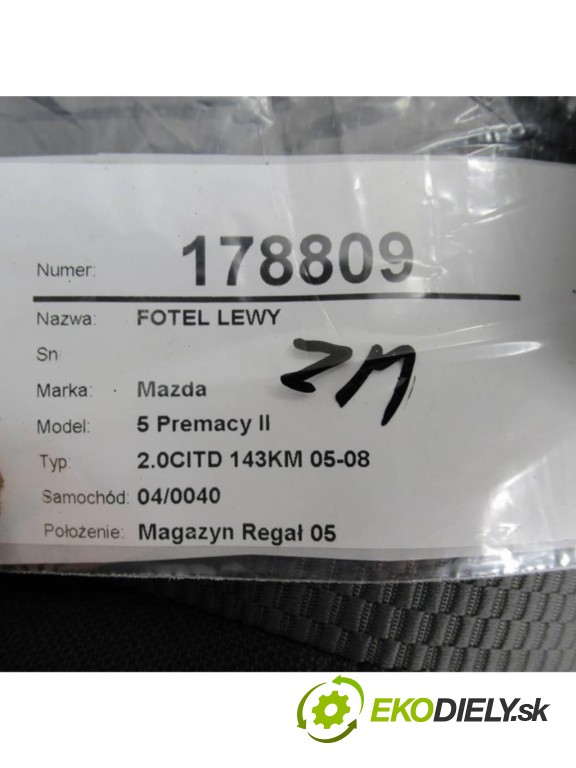 Numer: 178809
Nazwa: FOTEL LEWY
Sn:
Marka: Mazda
ZM
Model: 5 Premacy II
Typ: 2.0CITD 143KM 05-08
Samochód: 04/0040
Położenie: Magazyn Regał 05
EKODIELY.sk